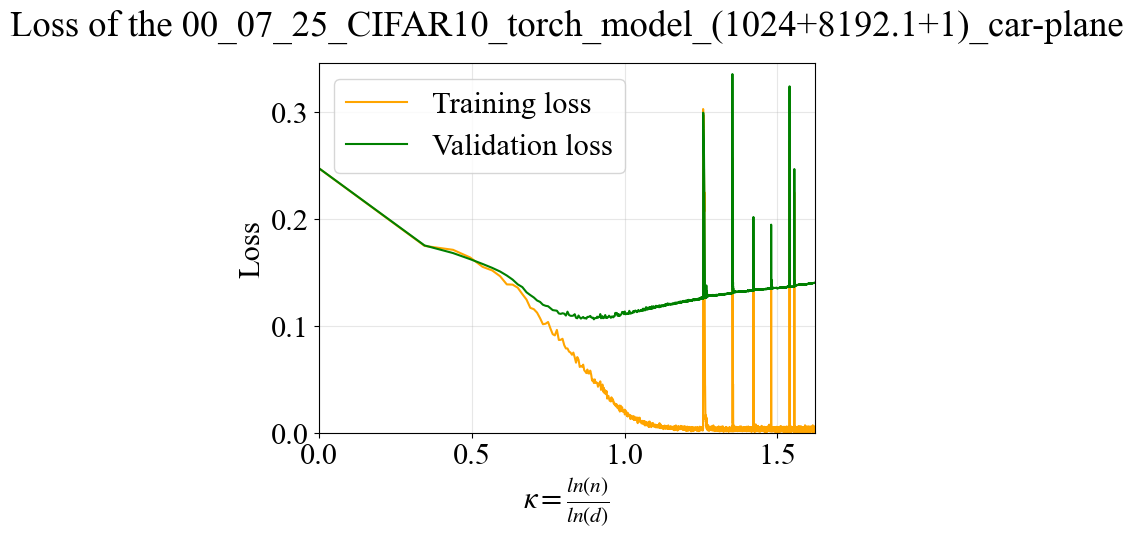 Loss of the 00_07_25_CIFAR10_torch_model_(1024+8192.1+1)_car-plane
Training loss
Validation loss
0.3
0.2
0.1
0.0
Loss
0.0 0.5 1.0 1.5
κ = ln(n)/ln(d)